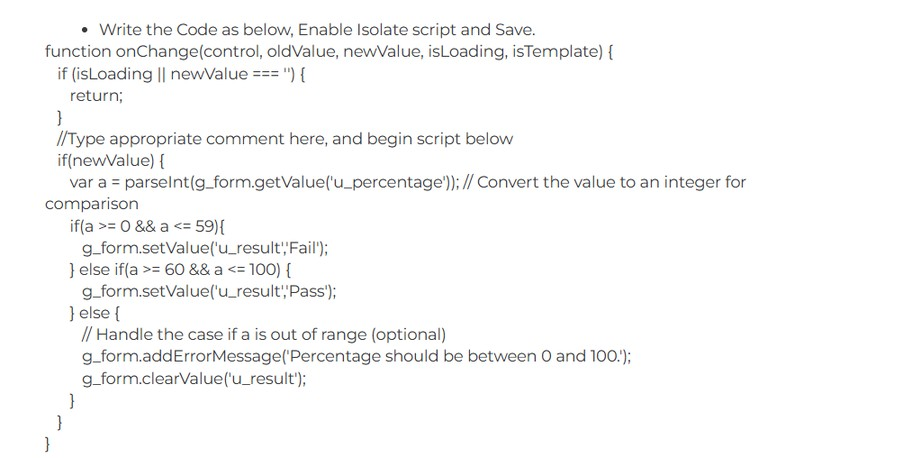 • Write the Code as below, Enable Isolate script and Save.
function onChange(control, oldValue, newValue, isLoading, isTemplate) {
if (isLoading || newValue === '') {
return;
}
//Type appropriate comment here, and begin script below
if(newValue) {
var a = parseInt(g_form.getValue('u_percentage')); // Convert the value to an integer for
comparison
if(a >= 0 && a <= 59){
g_form.setValue('u_result','Fail');
} else if(a >= 60 && a <= 100) {
g_form.setValue('u_result','Pass');
} else {
// Handle the case if a is out of range (optional)
g_form.addErrorMessage('Percentage should be between 0 and 100.');
g_form.clearValue('u_result');
}
}
}